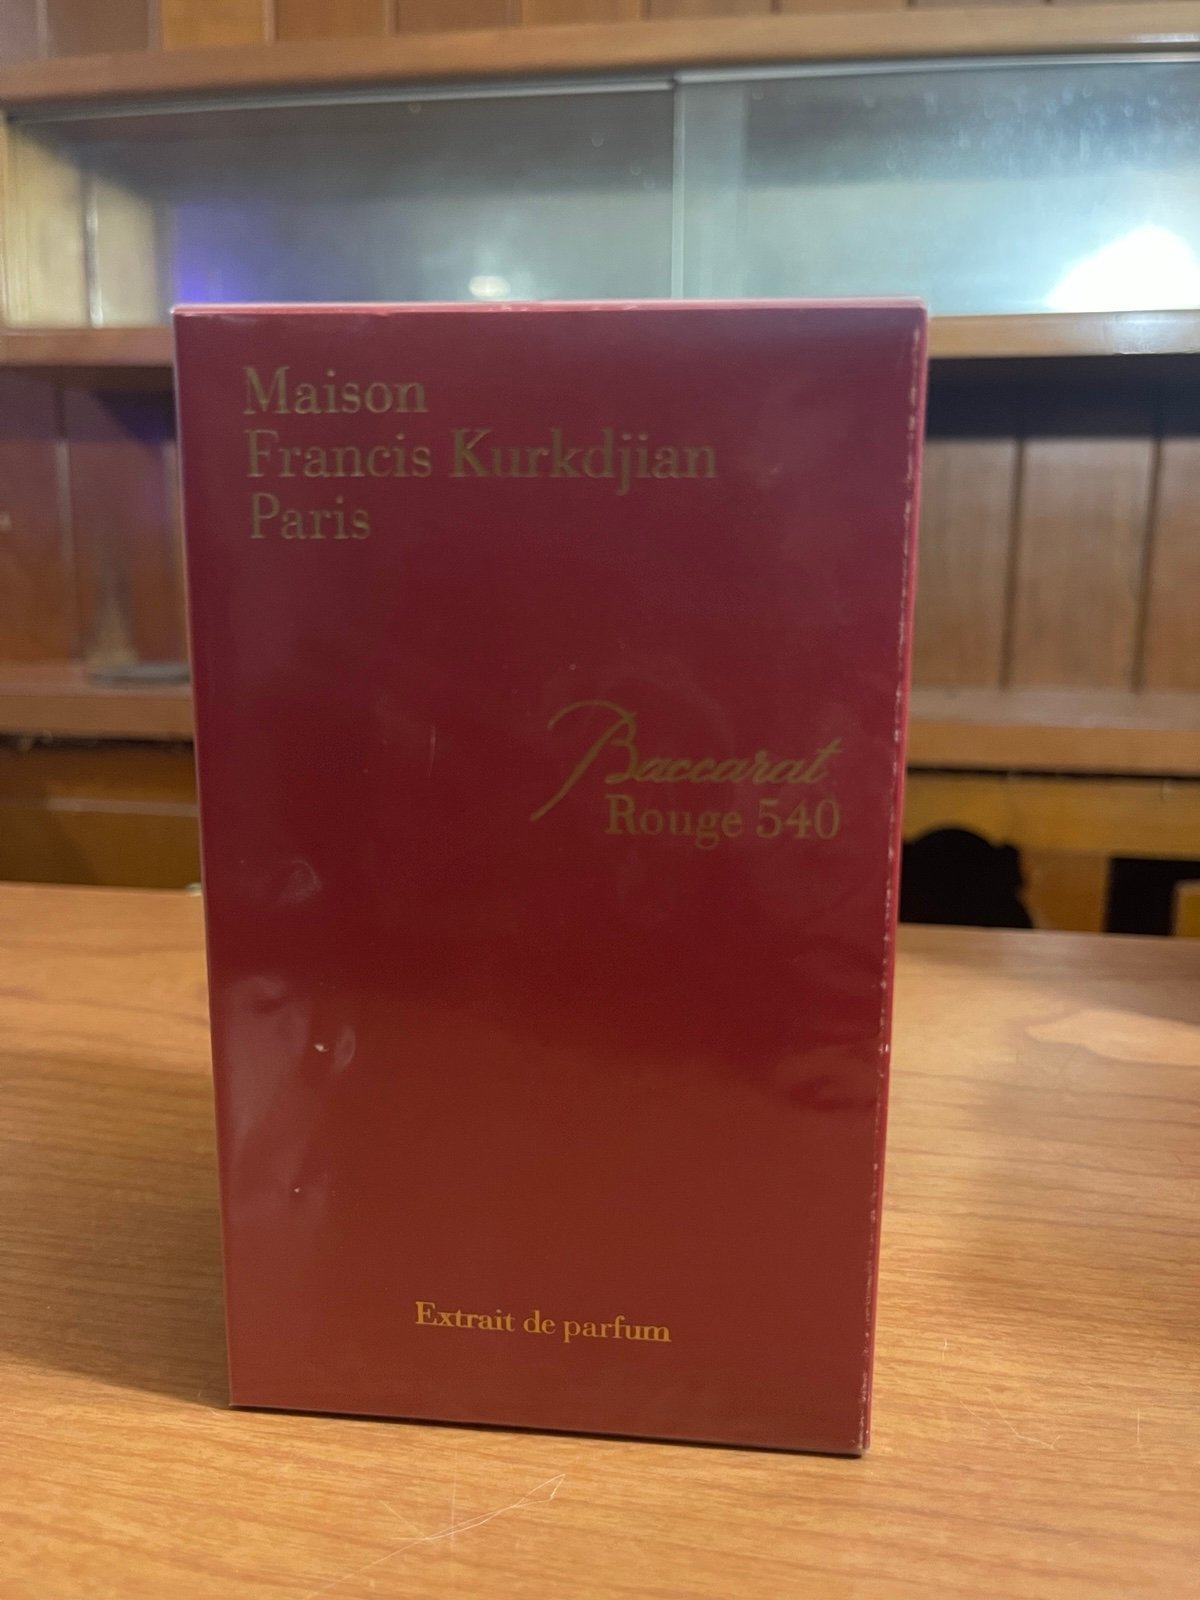 Maison
Francis Kurkdjian
Paris
Baccarat
Rouge 540
Extrait de parfum